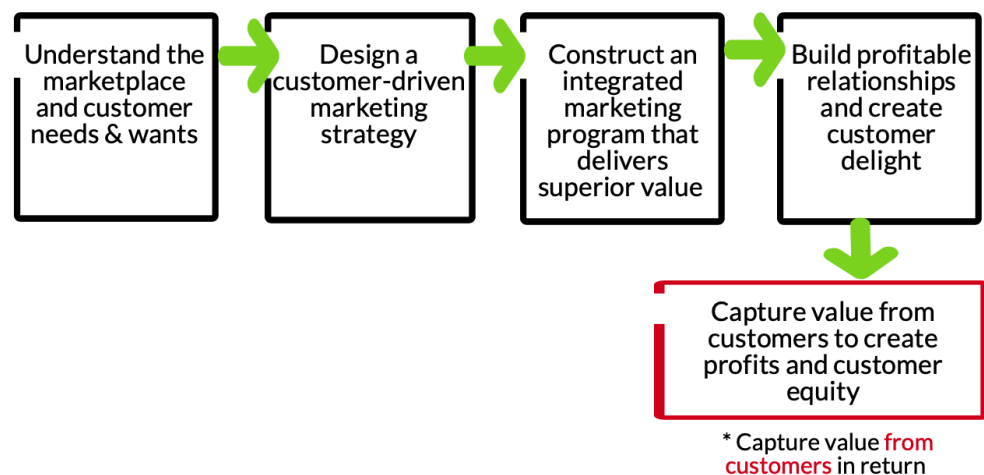 Understand the
marketplace
and customer
needs & wants
Design a
customer-driven
marketing
strategy
Construct an
integrated
marketing
program that
delivers
superior value
Build profitable
relationships
and create
customer
delight
Capture value from
customers to create
profits and customer
equity
* Capture value from
customers in return